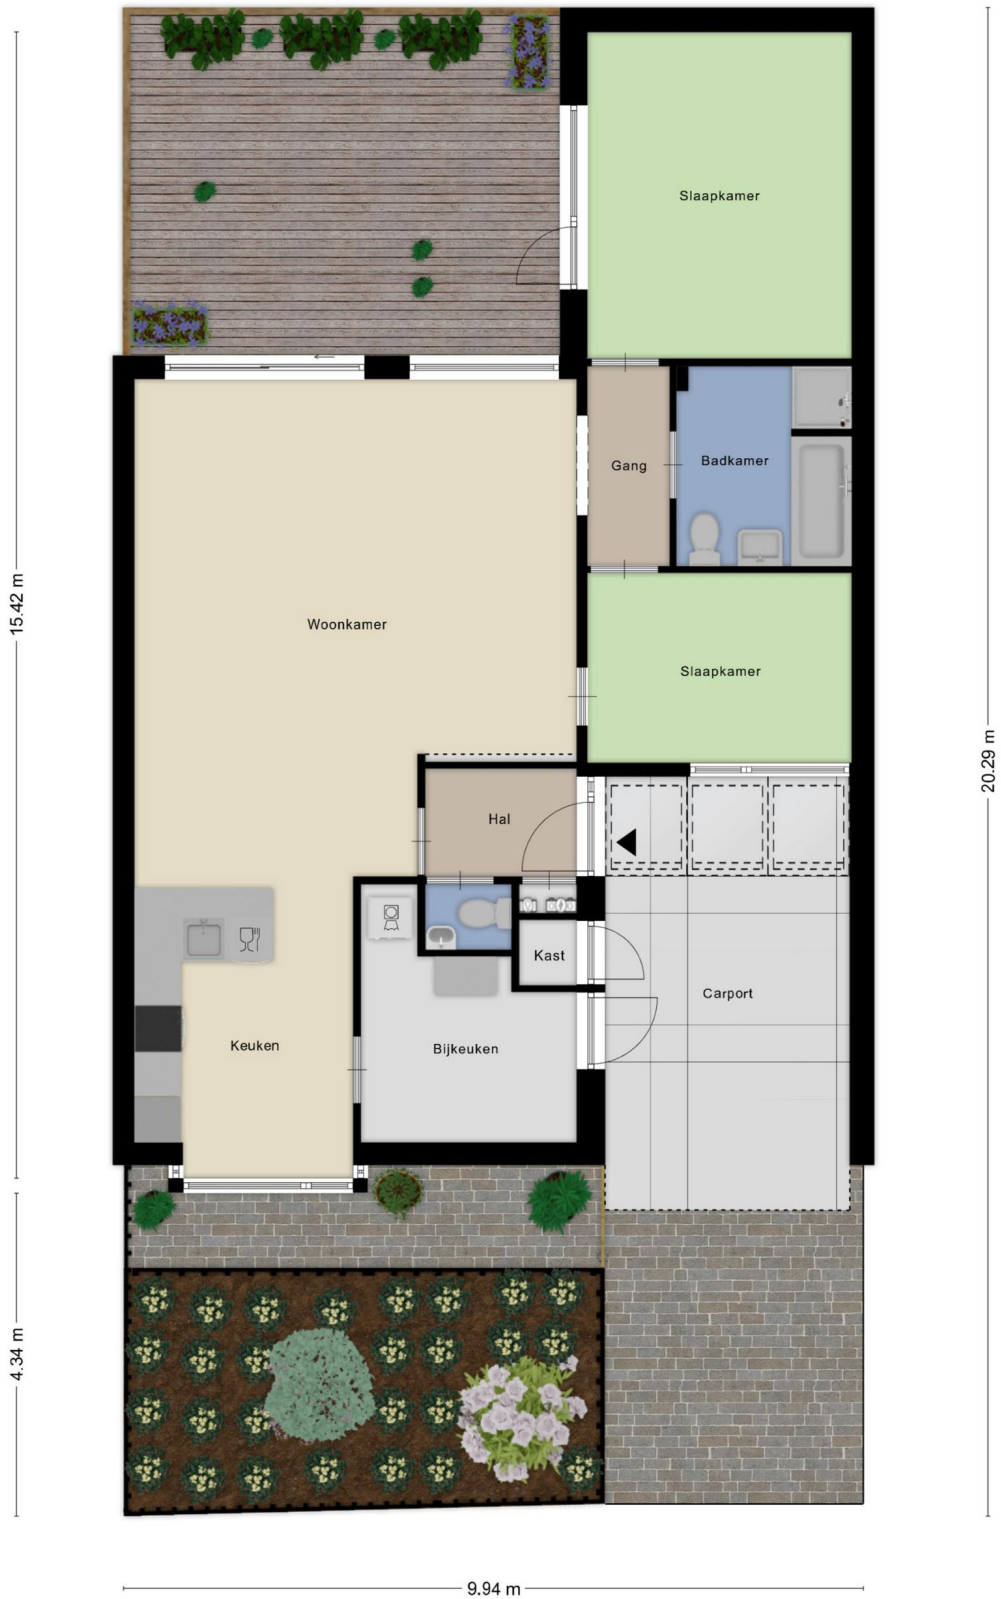 Slaapkamer
Gang
Badkamer
15.42 m
Woonkamer
Slaapkamer
20.29 m
Hal
Kast
Carport
Keuken
Bijkeuken
4.34 m
9.94 m